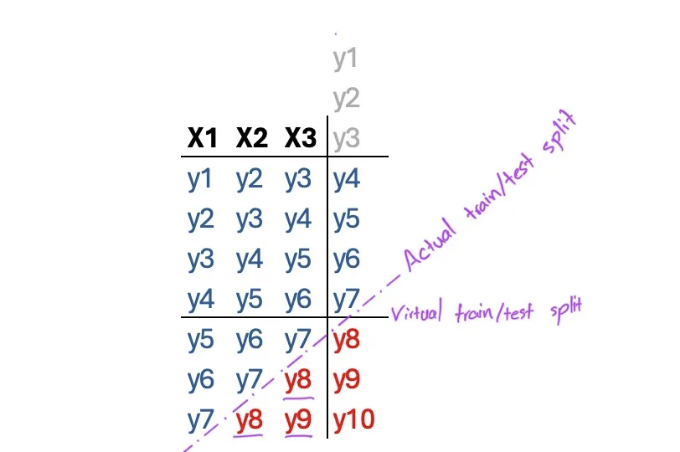 y1
y2
X1 X2 X3 y3
y1 y2 y3 y4
y2 y3 y4 y5
y3 y4 y5 y6
y4 y5 y6 y7
y5 y6 y7 y8
y6 y7 y8 y9
y7 y8 y9 y10
Actual train/test split
Virtual train/test split